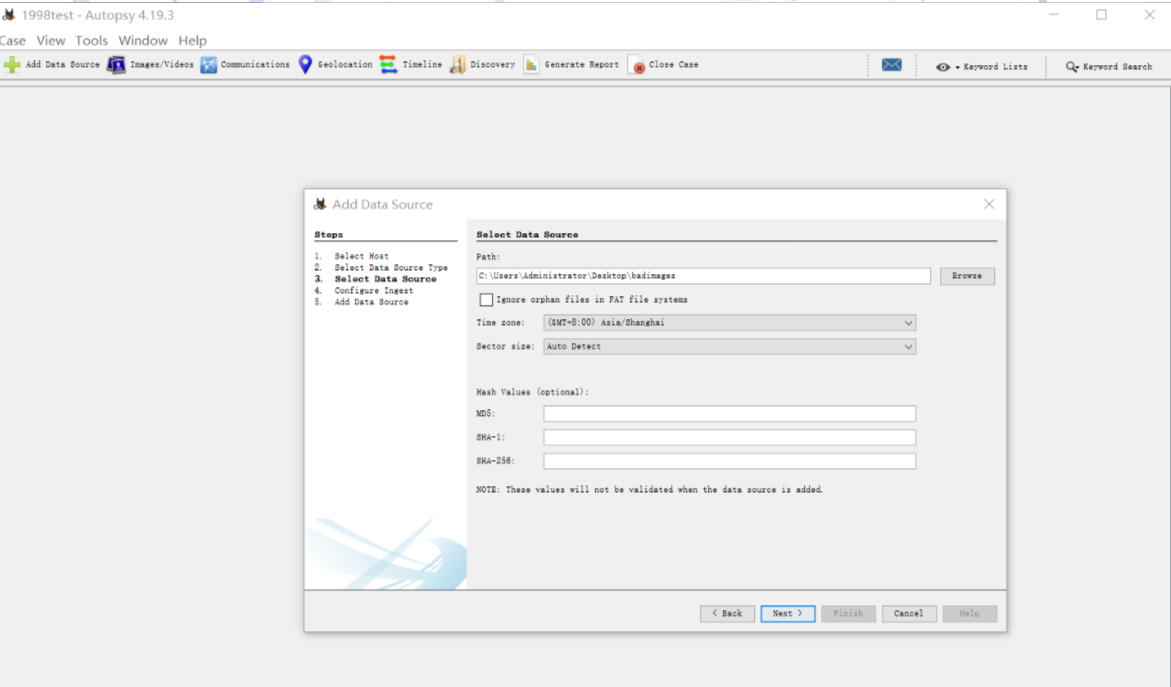 1998test - Autopsy 4.19.3
Case View Tools Window Help
Add Data Source Images/Videos Communications Geolocation Timeline Discovery Generate Report Close Case Keyword Lists Keyword Search
Add Data Source
Steps
1. Select Host
2. Select Data Source Type
3. Select Data Source
4. Configure Ingest
5. Add Data Source
Select Data Source
Path:
C:\Users\Administrator\Desktop\badimages Browse
Ignore orphan files in FAT file systems
Time zone: (GMT+8:00) Asia/Shanghai
Sector size: Auto Detect
Hash Values (optional):
MD5:
SHA-1:
SHA-256:
NOTE: These values will not be validated when the data source is added.
< Back Next > Finish Cancel Help